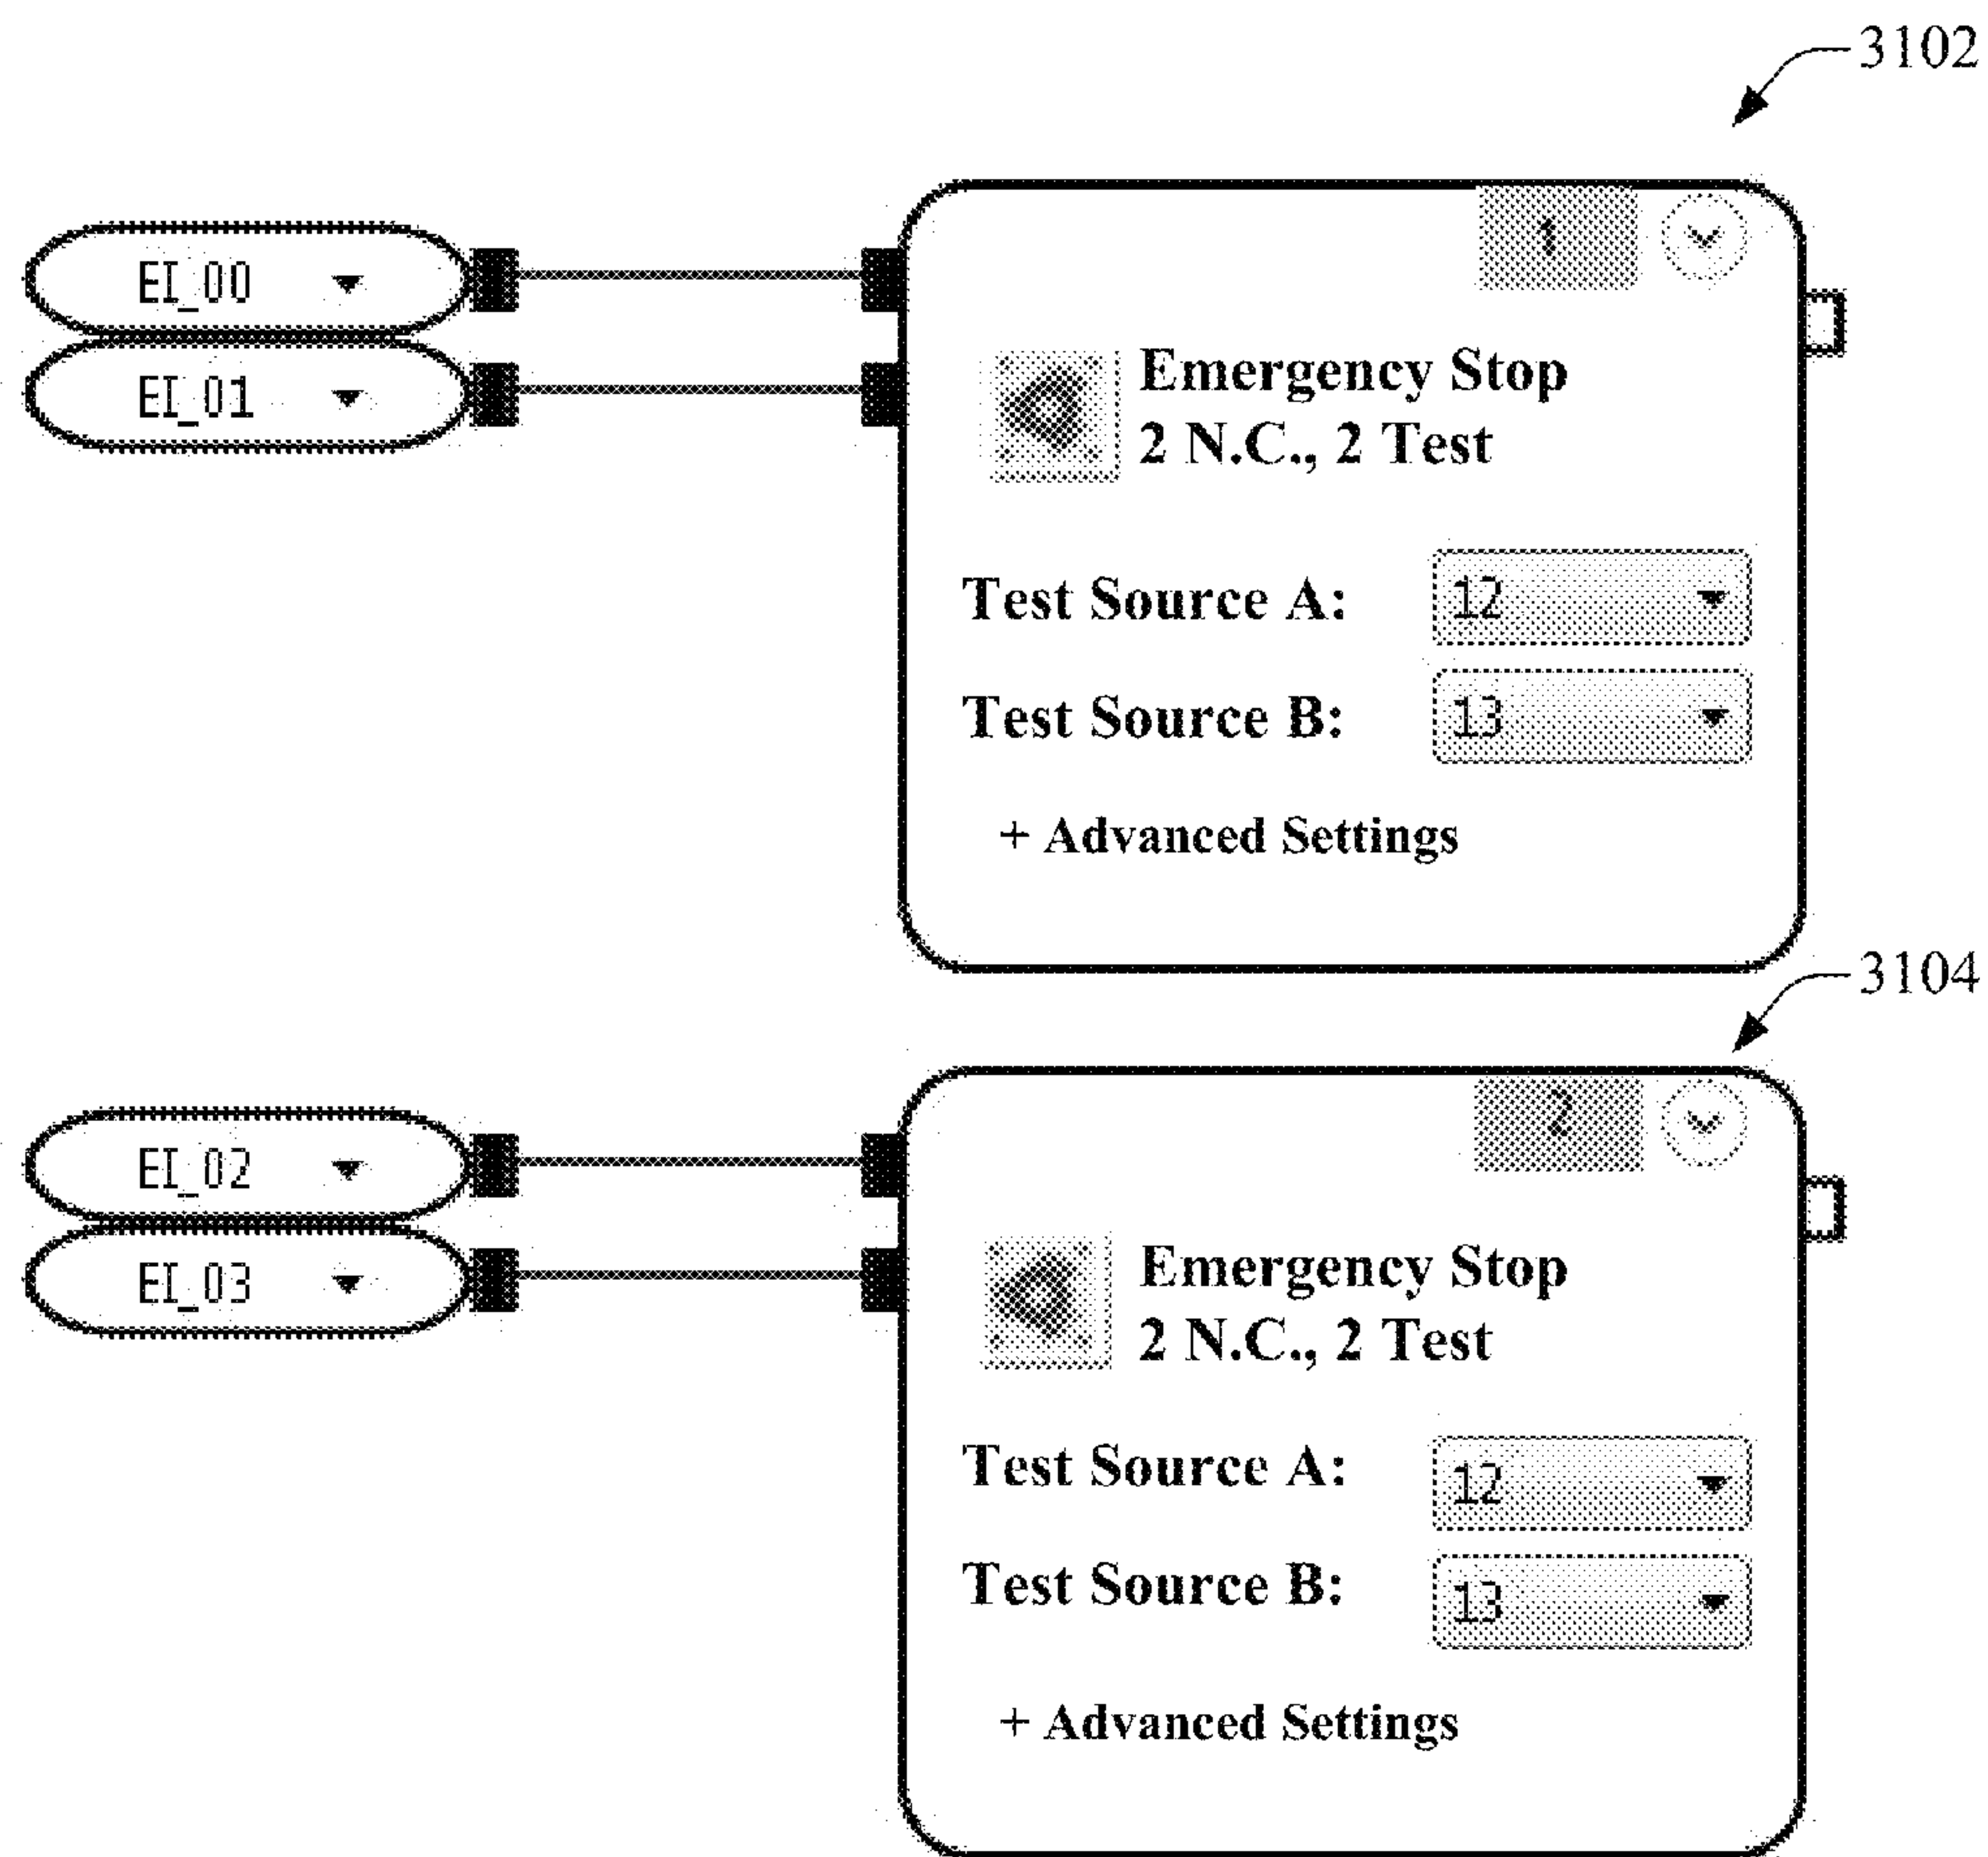 3102
1
EI_00
EI_01
Emergency Stop
2 N.C., 2 Test
Test Source A: 12
Test Source B: 13
+ Advanced Settings
3104
2
EI_02
EI_03
Emergency Stop
2 N.C., 2 Test
Test Source A: 12
Test Source B: 13
+ Advanced Settings